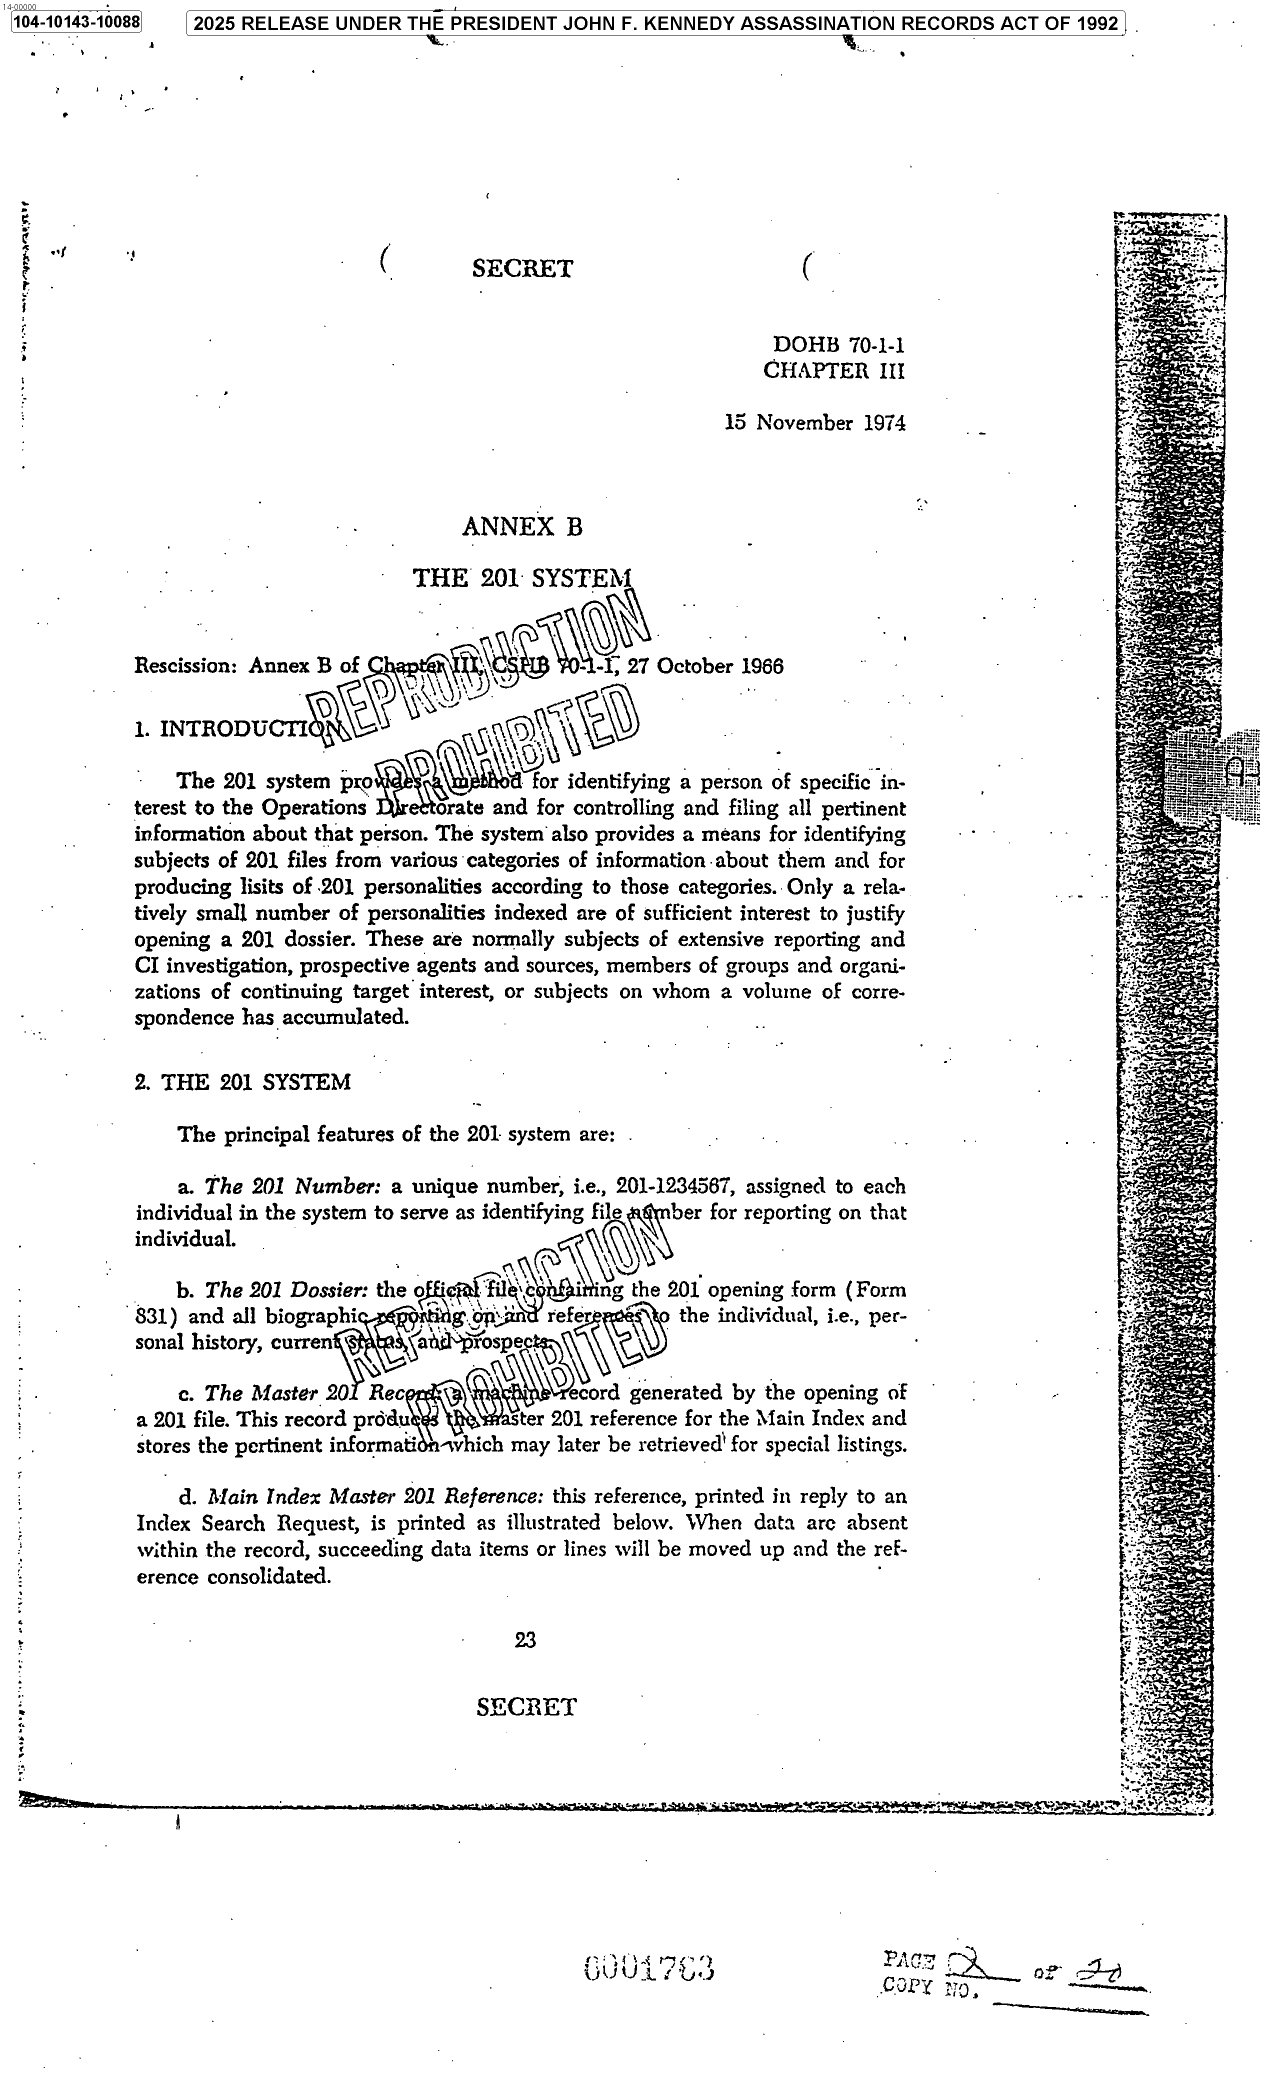 14-00000
104-10143-10088
2025 RELEASE UNDER THE PRESIDENT JOHN F. KENNEDY ASSASSINATION RECORDS ACT OF 1992
SECRET
DOHB 70-1-1
CHAPTER III
15 November 1974
ANNEX B
THE 201 SYSTEM
Rescission: Annex B of Chapter III, CSHB 70-1-1, 27 October 1966
REPRODUCTION
PROHIBITED
1. INTRODUCTION
The 201 system provides a method for identifying a person of specific in-
terest to the Operations Directorate and for controlling and filing all pertinent
information about that person. The system also provides a means for identifying
subjects of 201 files from various categories of information about them and for
producing lisits of 201 personalities according to those categories. Only a rela-
tively small number of personalities indexed are of sufficient interest to justify
opening a 201 dossier. These are normally subjects of extensive reporting and
CI investigation, prospective agents and sources, members of groups and organi-
zations of continuing target interest, or subjects on whom a volume of corre-
spondence has accumulated.
2. THE 201 SYSTEM
The principal features of the 201 system are:
a. The 201 Number: a unique number, i.e., 201-1234567, assigned to each
individual in the system to serve as identifying file number for reporting on that
individual.
b. The 201 Dossier: the official file containing the 201 opening form (Form
831) and all biographic reporting on and references to the individual, i.e., per-
sonal history, current status, and prospects.
REPRODUCTION
PROHIBITED
c. The Master 201 Record: a machine record generated by the opening of
a 201 file. This record produces the master 201 reference for the Main Index and
stores the pertinent information which may later be retrieved for special listings.
d. Main Index Master 201 Reference: this reference, printed in reply to an
Index Search Request, is printed as illustrated below. When data are absent
within the record, succeeding data items or lines will be moved up and the ref-
erence consolidated.
23
SECRET
0001763
PAGE 2 OF 20
COPY NO.